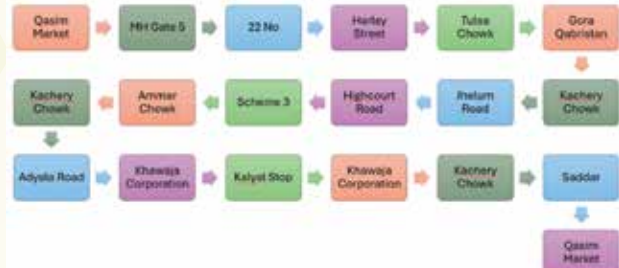 Qasim
Market
MH Gate 5
22 No
Harley
Street
Tulsa
Chowk
Gora
Qabristan
Kachery
Chowk
Ammar
Chowk
Scheme 3
Highcourt
Road
Jhelum
Road
Kachery
Chowk
Adyala Road
Khawaja
Corporation
Kalyal Stop
Khawaja
Corporation
Kachery
Chowk
Saddar
Qasim
Market